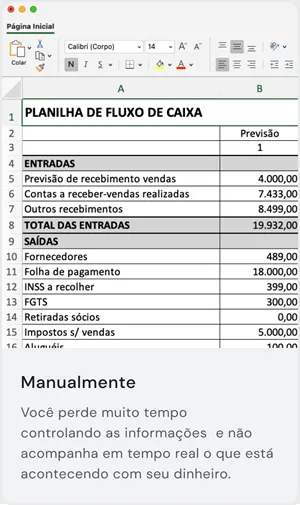 Página Inicial
Colar
Calibri (Corpo) 14 A A
N I S A
A B
1 PLANILHA DE FLUXO DE CAIXA
2 Previsão
3 1
4 ENTRADAS
5 Previsão de recebimento vendas 4.000,00
6 Contas a receber-vendas realizadas 7.433,00
7 Outros recebimentos 8.499,00
8 TOTAL DAS ENTRADAS 19.932,00
9 SAÍDAS
10 Fornecedores 489,00
11 Folha de pagamento 18.000,00
12 INSS a recolher 399,00
13 FGTS 300,00
14 Retiradas sócios 0,00
15 Impostos s/ vendas 5.000,00
16 Aluguéis 100,00
Manualmente
Você perde muito tempo
controlando as informações e não
acompanha em tempo real o que está
acontecendo com seu dinheiro.